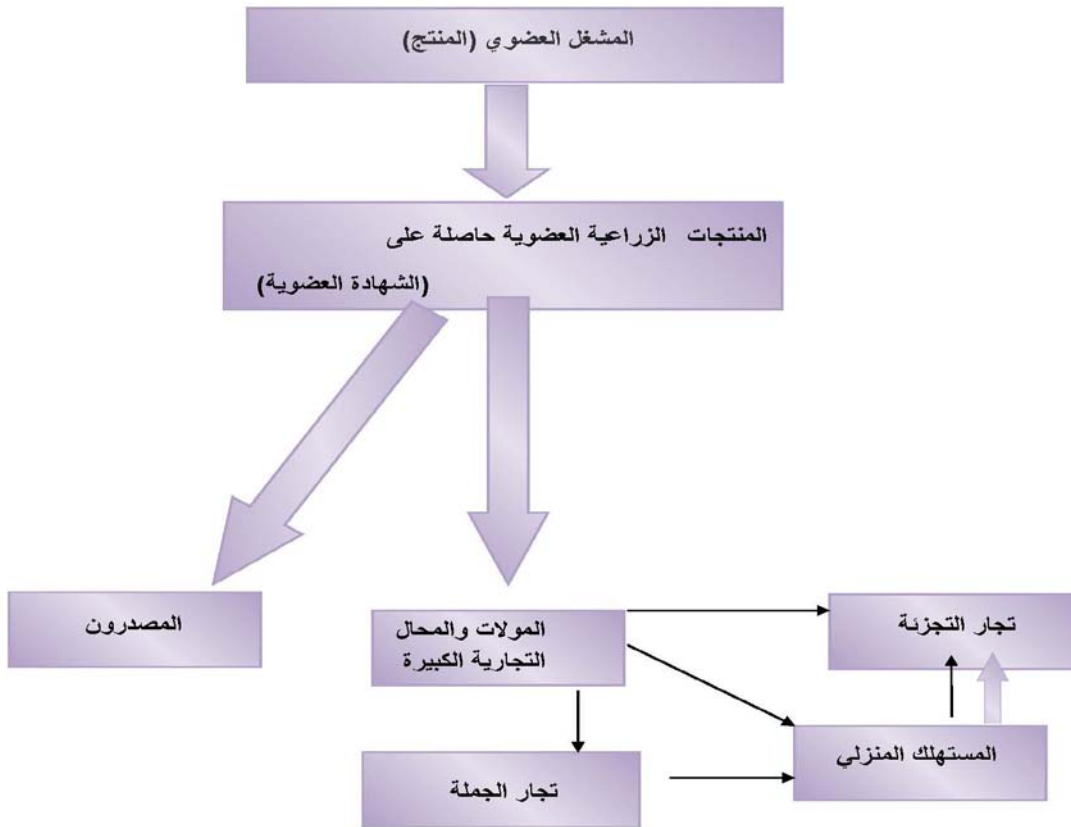 المشغل العضوي (المنتج)
المنتجات الزراعية العضوية حاصلة على
(الشهادة العضوية)
المصدرون
المولات والمحال
التجارية الكبيرة
تجار التجزئة
المستهلك المنزلي
تجار الجملة